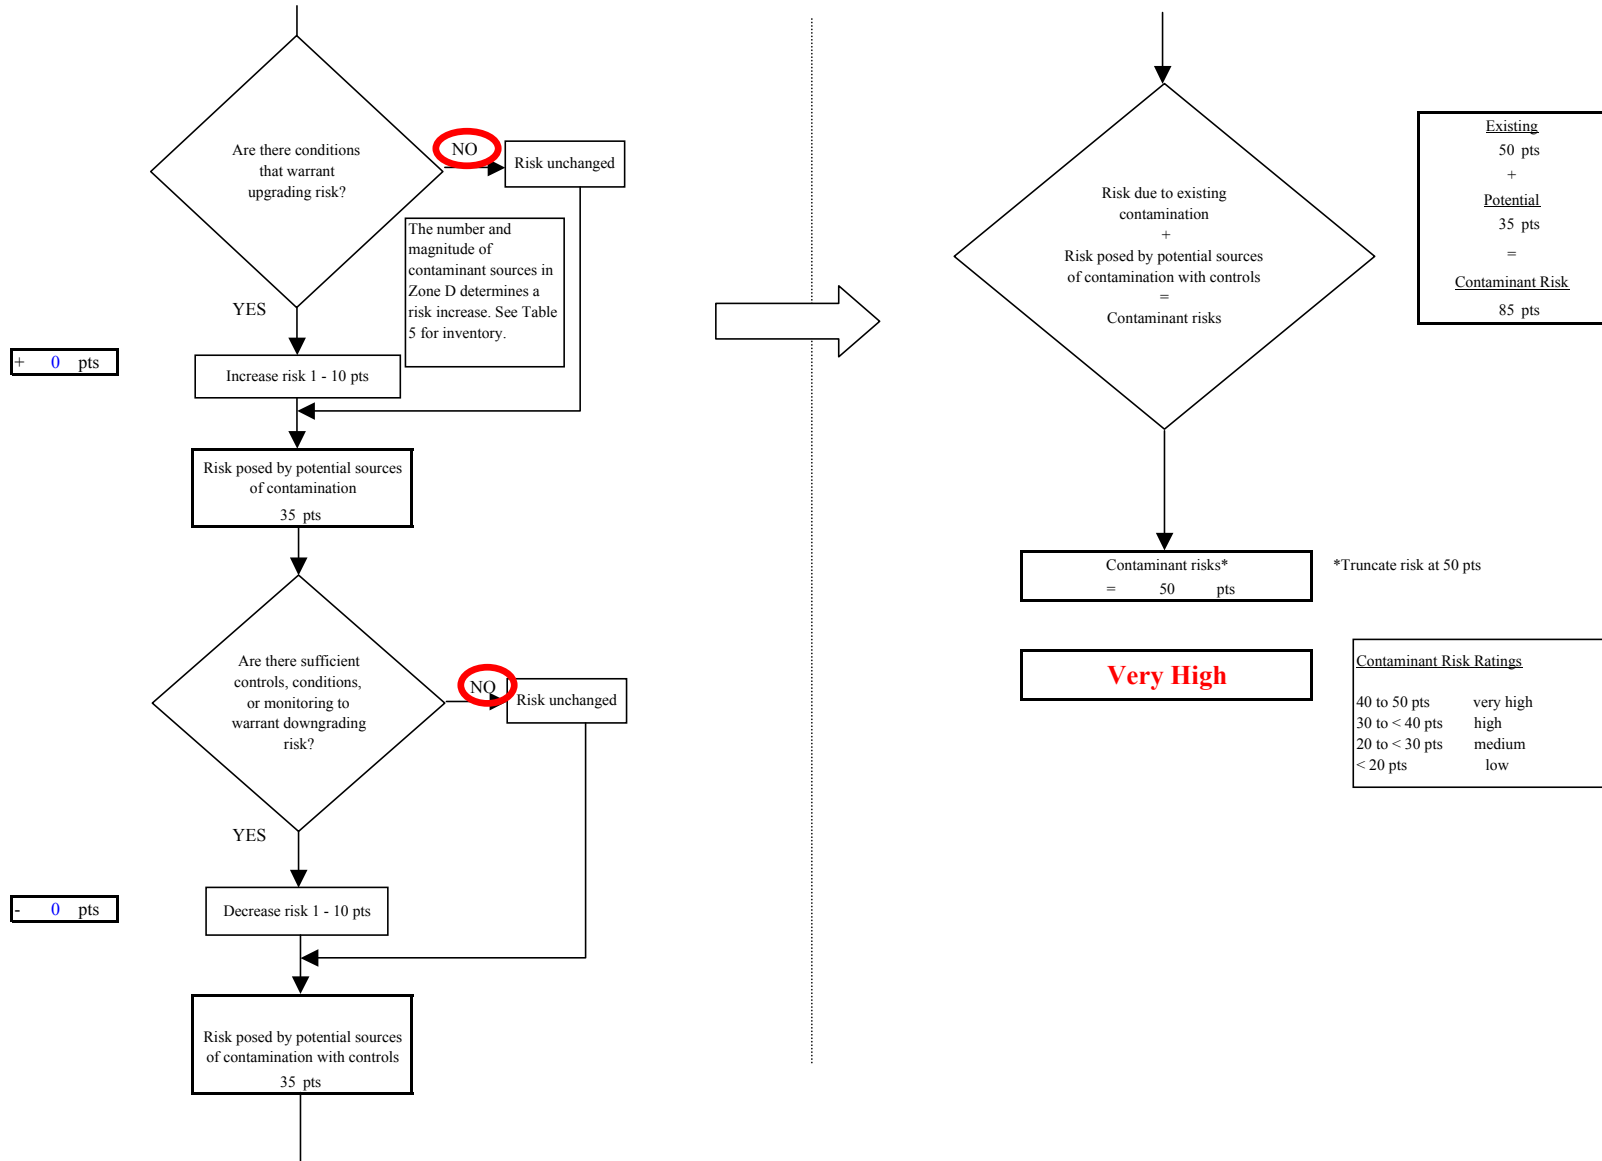 Are there conditions
that warrant
upgrading risk?
NO
Risk unchanged
The number and
magnitude of
contaminant sources in
Zone D determines a
risk increase. See Table
5 for inventory.
YES
+ 0 pts
Increase risk 1 - 10 pts
Risk posed by potential sources
of contamination
35 pts
Are there sufficient
controls, conditions,
or monitoring to
warrant downgrading
risk?
NO
Risk unchanged
YES
- 0 pts
Decrease risk 1 - 10 pts
Risk posed by potential sources
of contamination with controls
35 pts
Risk due to existing
contamination
+
Risk posed by potential sources
of contamination with controls
=
Contaminant risks
Existing
50 pts
+
Potential
35 pts
=
Contaminant Risk
85 pts
Contaminant risks*
= 50 pts
*Truncate risk at 50 pts
Very High
Contaminant Risk Ratings
40 to 50 pts very high
30 to < 40 pts high
20 to < 30 pts medium
< 20 pts low